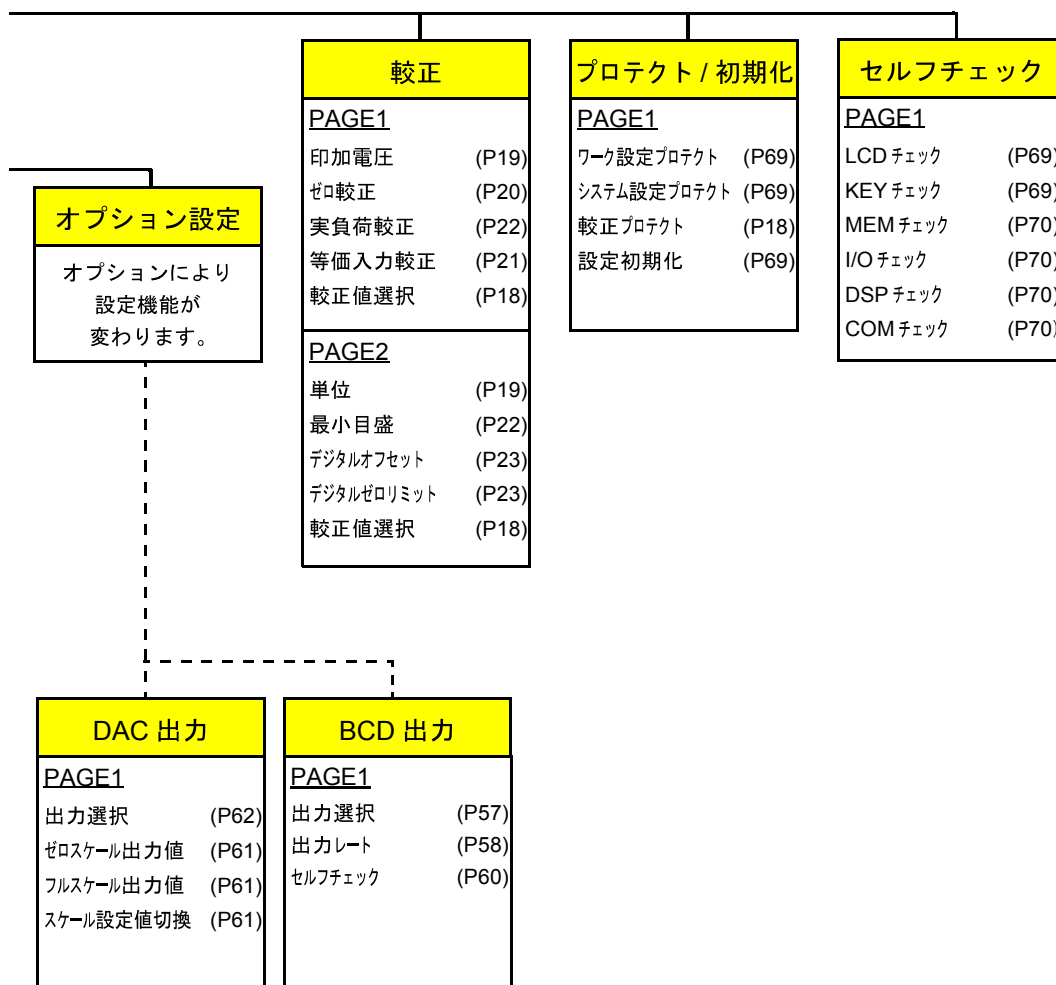 較正
PAGE1
印加電圧 (P19)
ｾﾞﾛ較正 (P20)
実負荷較正 (P22)
等価入力較正 (P21)
較正値選択 (P18)
PAGE2
単位 (P19)
最小目盛 (P22)
ﾃﾞｼﾞﾀﾙｵﾌｾｯﾄ (P23)
ﾃﾞｼﾞﾀﾙｾﾞﾛﾘﾐｯﾄ (P23)
較正値選択 (P18)
プロテクト / 初期化
PAGE1
ﾜｰｸ設定ﾌﾟﾛﾃｸﾄ (P69)
ｼｽﾃﾑ設定ﾌﾟﾛﾃｸﾄ (P69)
較正ﾌﾟﾛﾃｸﾄ (P18)
設定初期化 (P69)
セルフチェック
PAGE1
LCD ﾁｪｯｸ (P69)
KEY ﾁｪｯｸ (P69)
MEM ﾁｪｯｸ (P70)
I/O ﾁｪｯｸ (P70)
DSP ﾁｪｯｸ (P70)
COM ﾁｪｯｸ (P70)
オプション設定
オプションにより
設定機能が
変わります。
DAC 出力
PAGE1
出力選択 (P62)
ｾﾞﾛｽｹｰﾙ出力値 (P61)
ﾌﾙｽｹｰﾙ出力値 (P61)
ｽｹｰﾙ設定値切換 (P61)
BCD 出力
PAGE1
出力選択 (P57)
出力ﾚｰﾄ (P58)
ｾﾙﾌﾁｪｯｸ (P60)